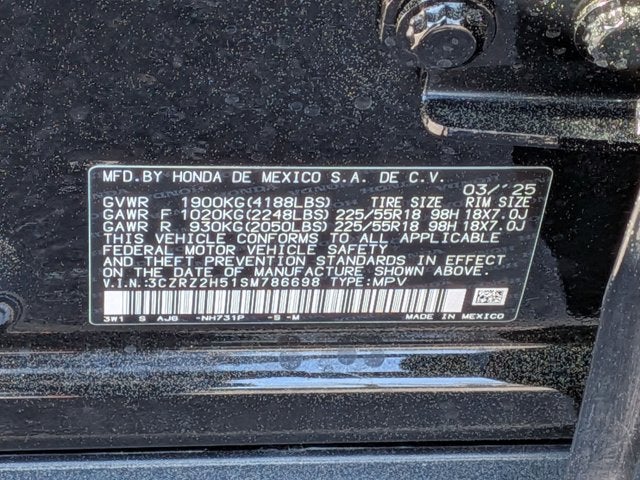 MFD.BY HONDA DE MEXICO S.A. DE C.V.
03/'25
GVWR 1900KG(4188LBS) TIRE SIZE RIM SIZE
GAWR F 1020KG(2248LBS) 225/55R18 98H 18X7.0J
GAWR R 930KG(2050LBS) 225/55R18 98H 18X7.0J
THIS VEHICLE CONFORMS TO ALL APPLICABLE
FEDERAL MOTOR VEHICLE SAFETY
AND THEFT PREVENTION STANDARDS IN EFFECT
ON THE DATE OF MANUFACTURE SHOWN ABOVE.
V.I.N.:3CZRZ2H51SM786698 TYPE:MPV
3W1 S AJ6 -NH731P -S -M MADE IN MEXICO